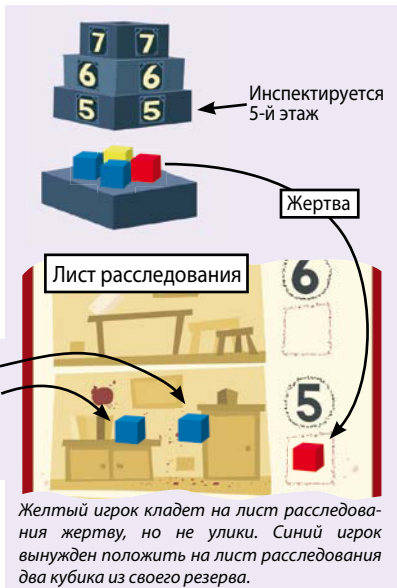 7 7
6 6
5 5
Инспектируется
5-й этаж
Жертва
Лист расследования
6
5
Желтый игрок кладет на лист расследова-
ния жертву, но не улики. Синий игрок
вынужден положить на лист расследования
два кубика из своего резерва.